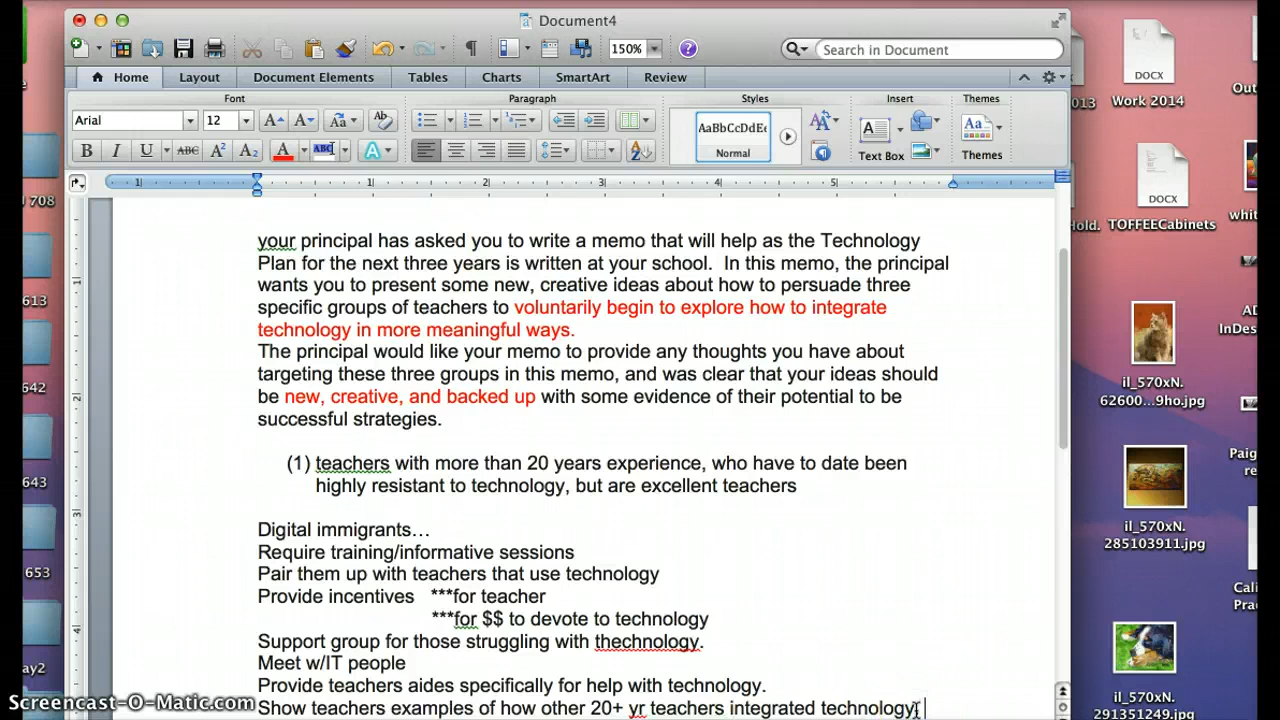 Document4
150%
Search in Document
DOCX
DOCX
Work 2014
Home Layout Document Elements Tables Charts SmartArt Review
Font Paragraph Styles Insert Themes
Arial 12
AaBbCcDdEe
Normal
Text Box
Themes
your principal has asked you to write a memo that will help as the Technology
Plan for the next three years is written at your school. In this memo, the principal
wants you to present some new, creative ideas about how to persuade three
specific groups of teachers to voluntarily begin to explore how to integrate
technology in more meaningful ways.
The principal would like your memo to provide any thoughts you have about
targeting these three groups in this memo, and was clear that your ideas should
be new, creative, and backed up with some evidence of their potential to be
successful strategies.
(1) teachers with more than 20 years experience, who have to date been
highly resistant to technology, but are excellent teachers
Digital immigrants…
Require training/informative sessions
Pair them up with teachers that use technology
Provide incentives ***for teacher
***for $$ to devote to technology
Support group for those struggling with thechnology.
Meet w/IT people
Provide teachers aides specifically for help with technology.
Show teachers examples of how other 20+ yr teachers integrated technology.
TOFFEECabinets
il_570xN.
62600...9ho.jpg
il_570xN.
285103911.jpg
il_570xN.
291351249.jpg
708
613
642
643
653
Screencast-O-Matic.com